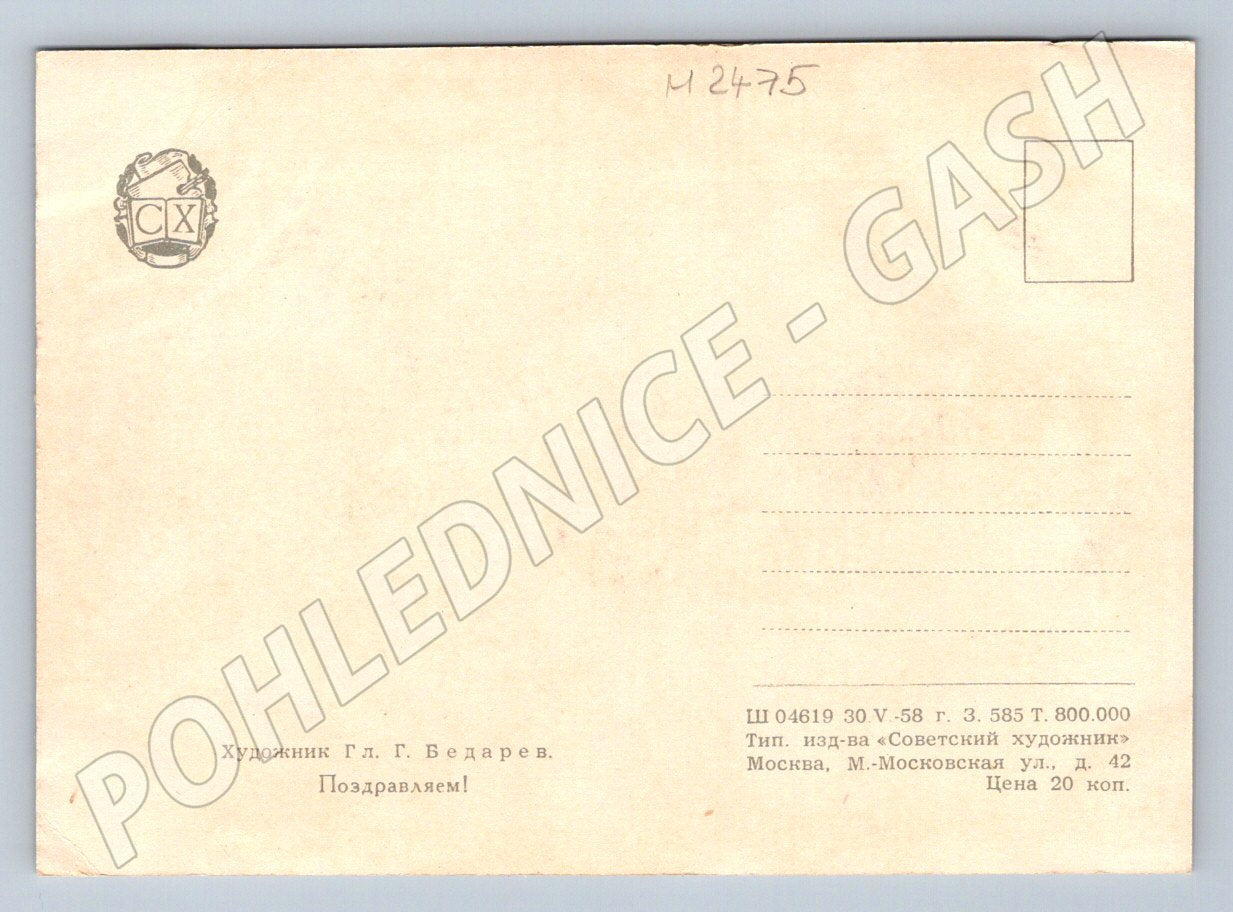 И 2475
С Х
POHLEDNICE - GASH
Художник Гл. Г. Бедарев.
Поздравляем!
Ш 04619 30 V -58 г. З. 585 Т. 800.000
Тип. изд-ва «Советский художник»
Москва, М.-Московская ул., д. 42
Цена 20 коп.